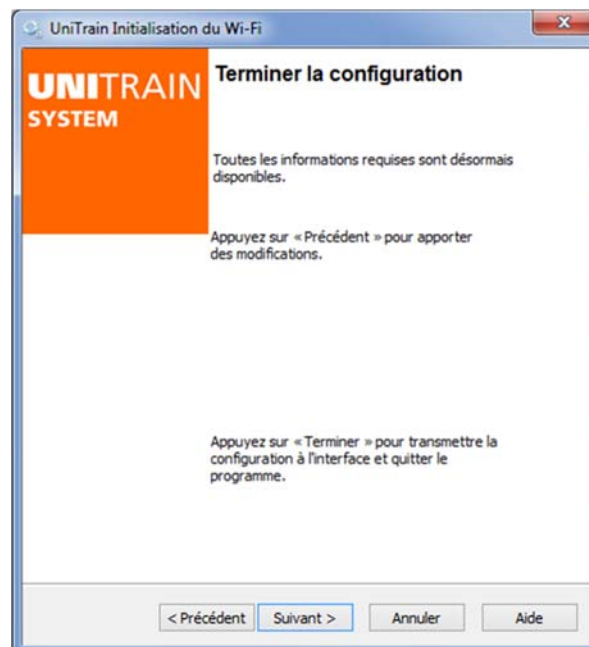 UniTrain Initialisation du Wi-Fi
UNITRAIN
SYSTEM
Terminer la configuration
Toutes les informations requises sont désormais
disponibles.
Appuyez sur « Précédent » pour apporter
des modifications.
Appuyez sur « Terminer » pour transmettre la
configuration à l'interface et quitter le
programme.
< Précédent Suivant > Annuler Aide